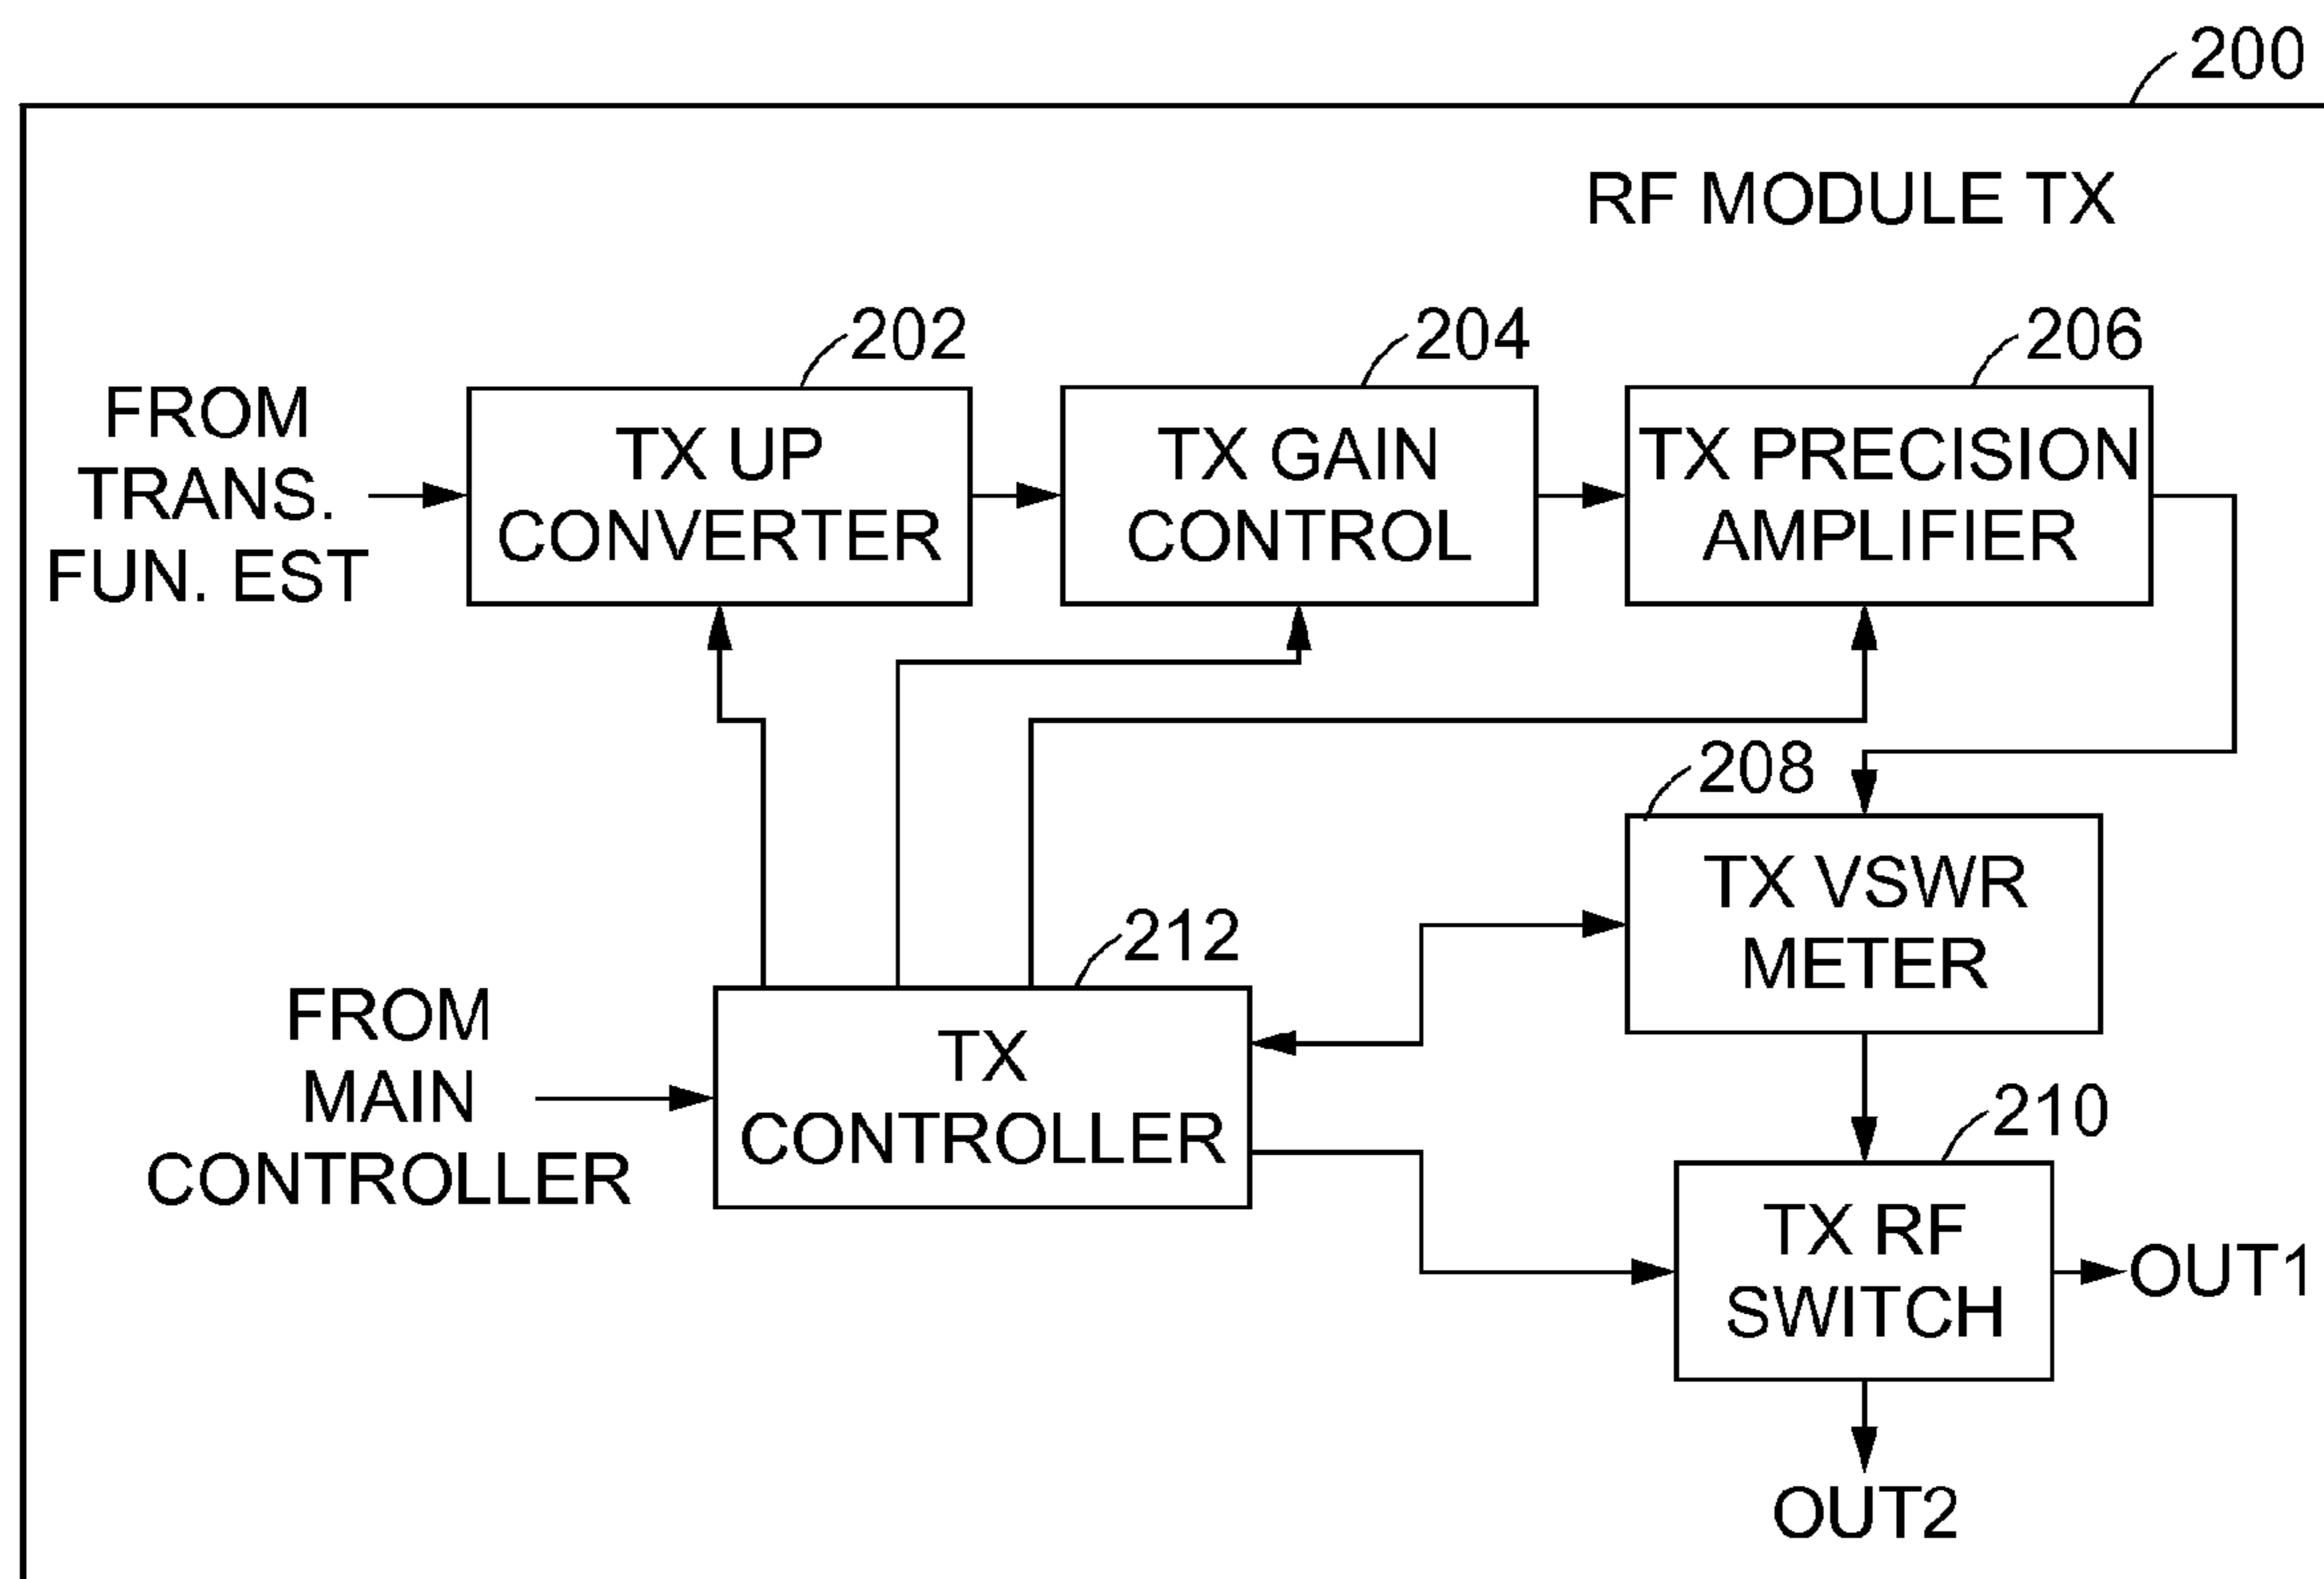 200
RF MODULE TX
202
204
206
FROM
TRANS.
FUN. EST
TX UP
CONVERTER
TX GAIN
CONTROL
TX PRECISION
AMPLIFIER
208
TX VSWR
METER
212
FROM
MAIN
CONTROLLER
TX
CONTROLLER
210
TX RF
SWITCH
OUT1
OUT2